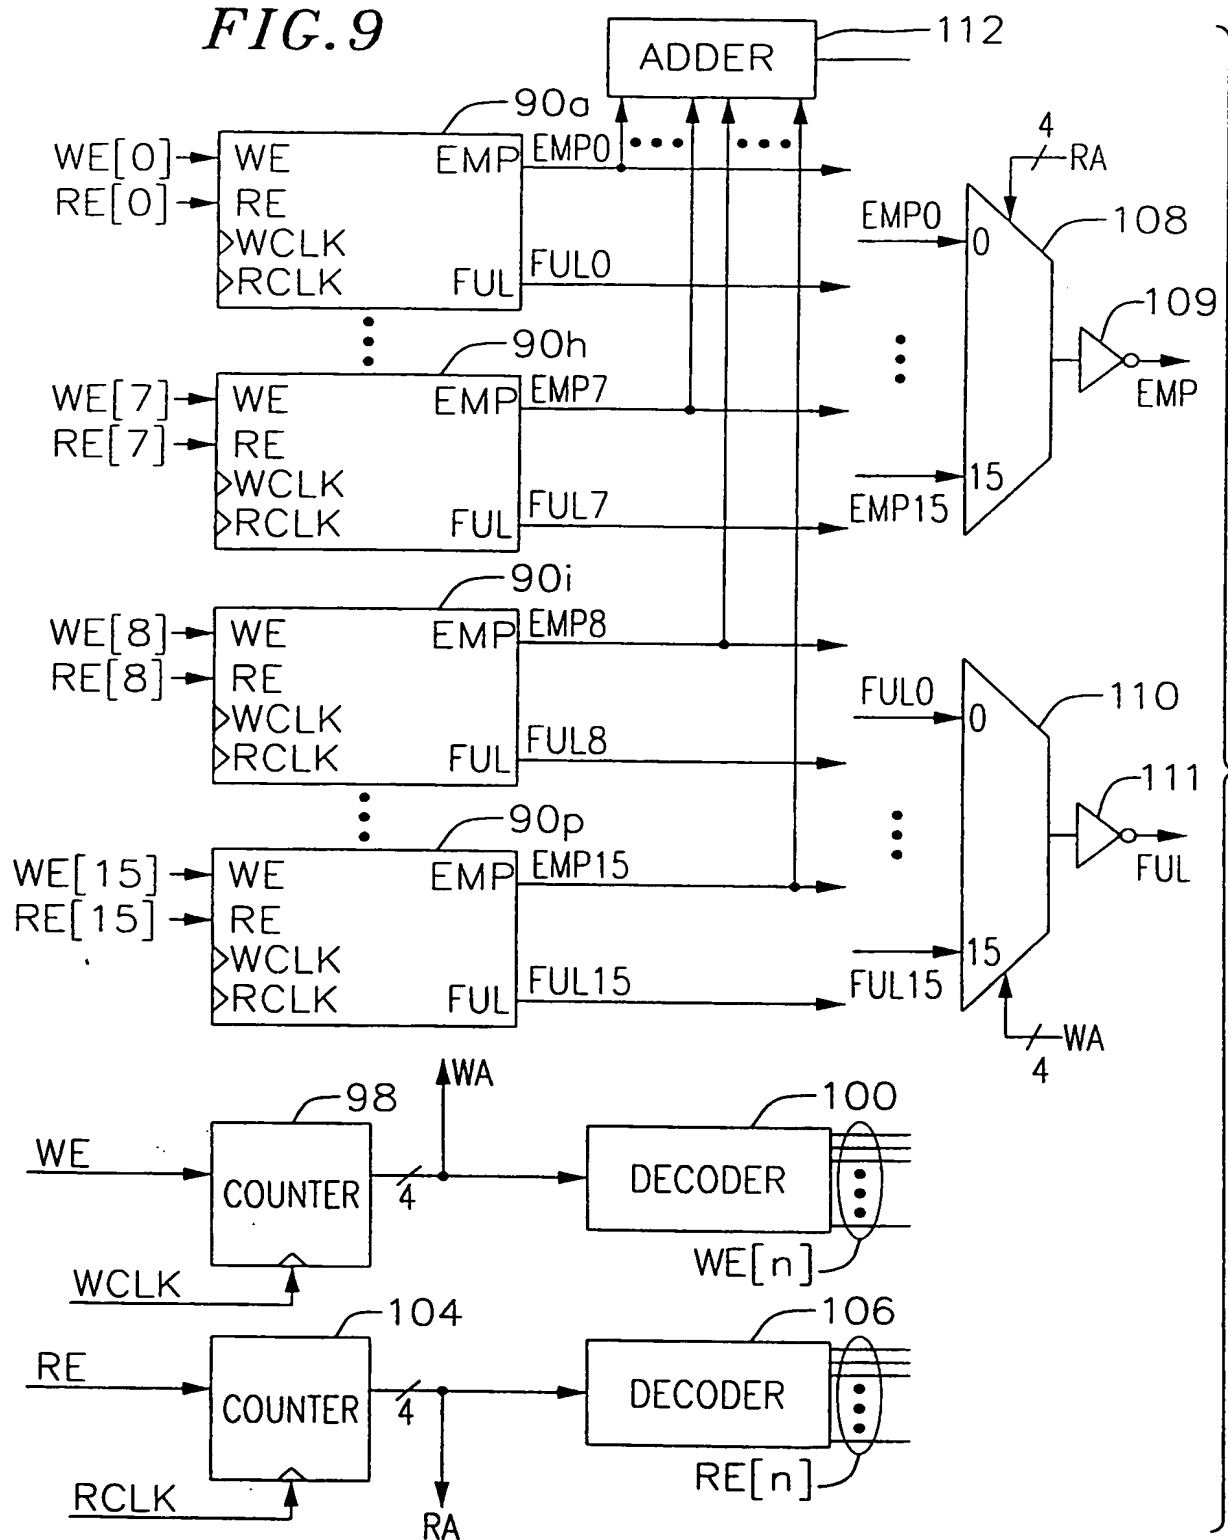 FIG.9
ADDER
112
90a
WE[0]
RE[0]
WE
RE
WCLK
RCLK
EMP
FUL
EMP0
FUL0
90h
WE[7]
RE[7]
WE
RE
WCLK
RCLK
EMP
FUL
EMP7
FUL7
90i
WE[8]
RE[8]
WE
RE
WCLK
RCLK
EMP
FUL
EMP8
FUL8
90p
WE[15]
RE[15]
WE
RE
WCLK
RCLK
EMP
FUL
EMP15
FUL15
4
RA
EMP0
0
108
109
EMP
15
EMP15
FUL0
0
110
111
FUL
15
FUL15
WA
4
WA
98
WE
COUNTER
4
WCLK
100
DECODER
WE[n]
104
RE
COUNTER
4
RCLK
RA
106
DECODER
RE[n]